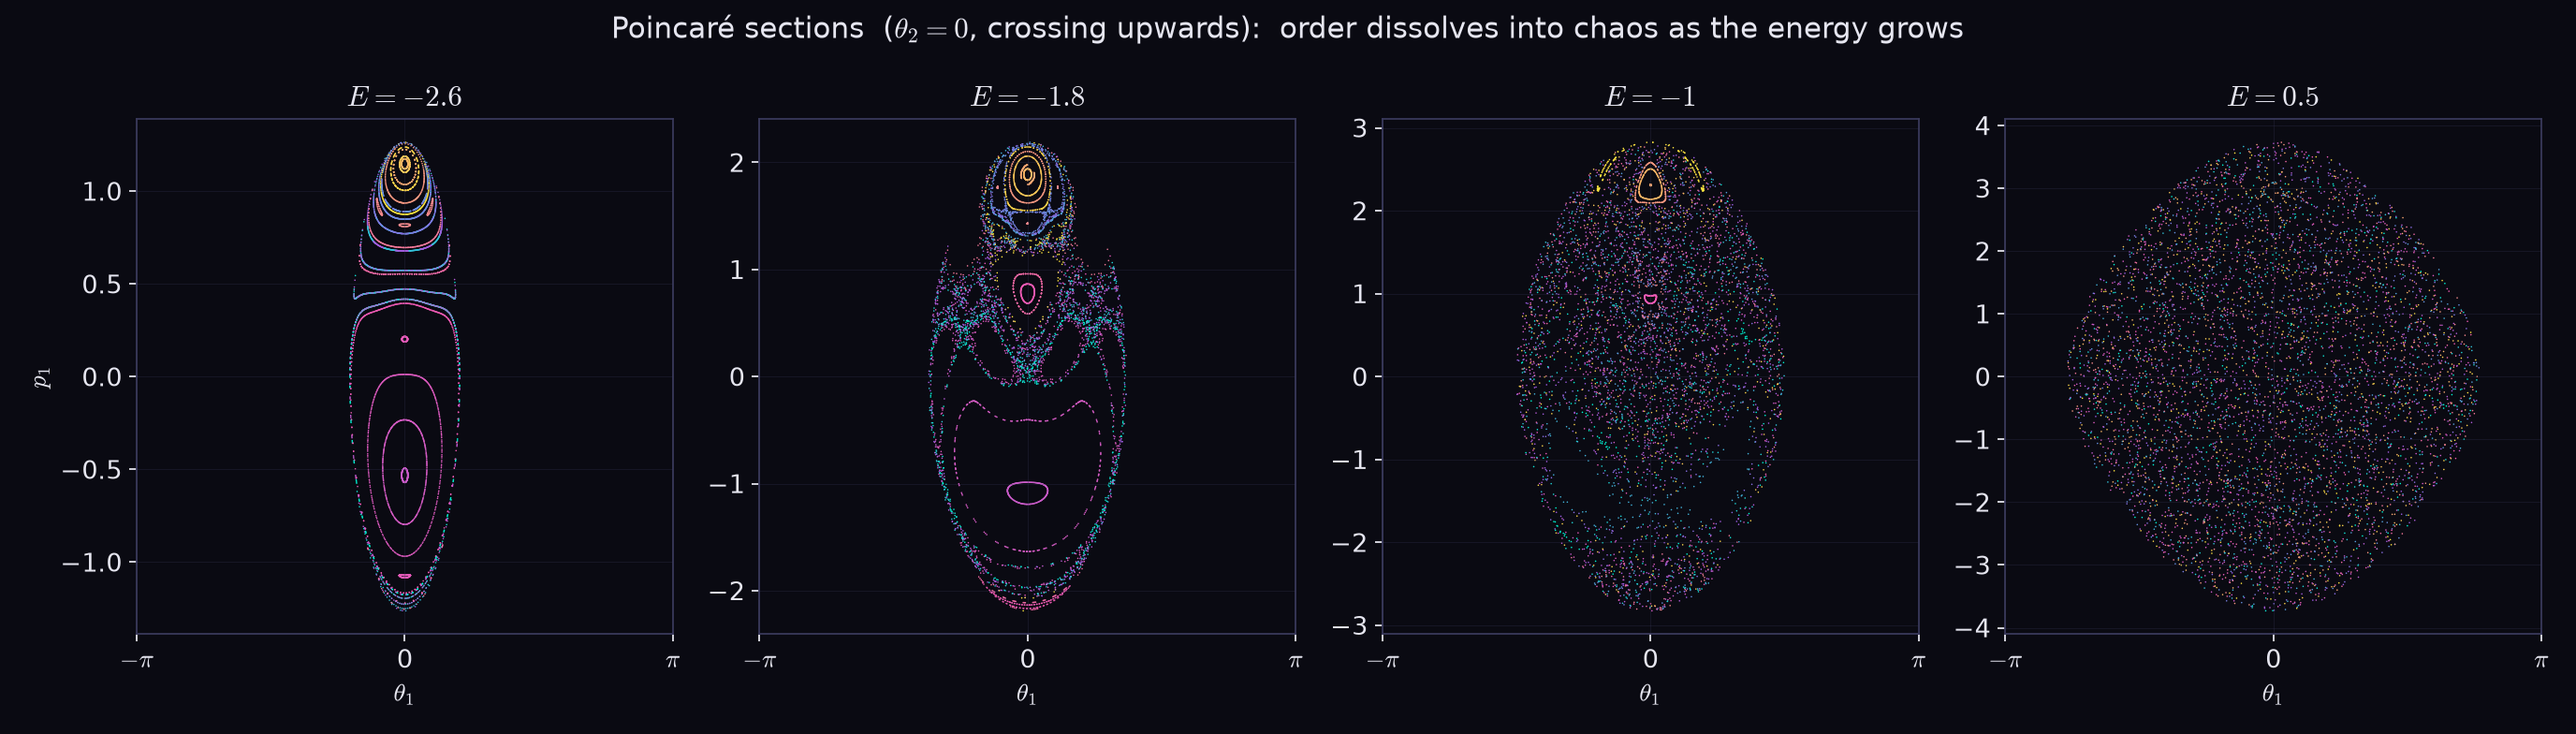 Poincaré sections (θ₂ = 0, crossing upwards): order dissolves into chaos as the energy grows
E = −2.6
1.0
0.5
0.0
−0.5
−1.0
p₁
−π 0 π
θ₁
E = −1.8
2
1
0
−1
−2
−π 0 π
θ₁
E = −1
3
2
1
0
−1
−2
−3
−π 0 π
θ₁
E = 0.5
4
3
2
1
0
−1
−2
−3
−4
−π 0 π
θ₁